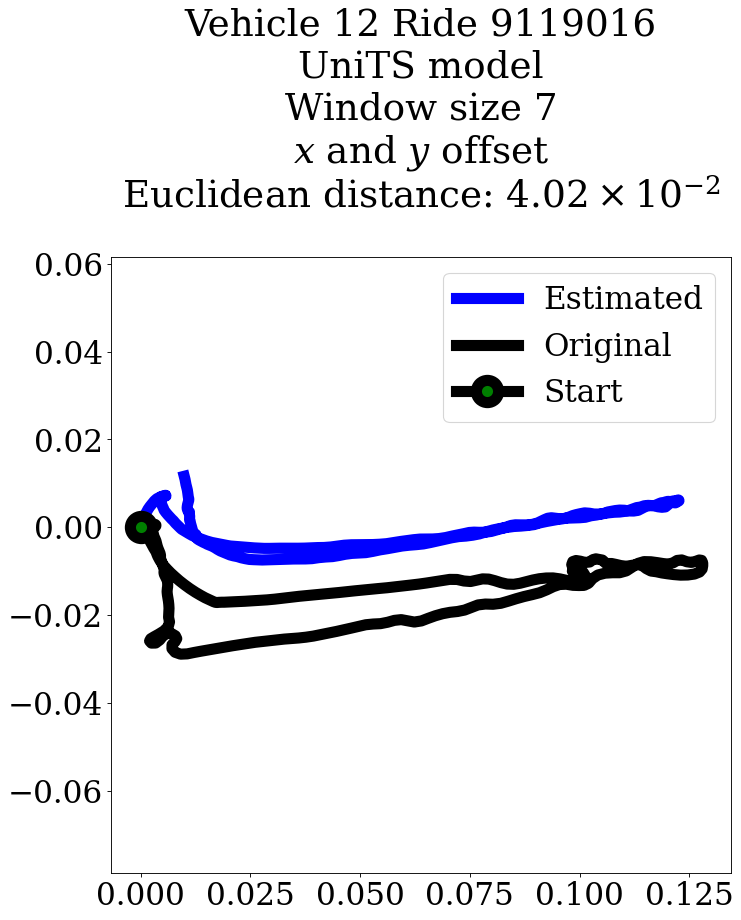 Vehicle 12 Ride 9119016
UniTS model
Window size 7
x and y offset
Euclidean distance: 4.02 × 10⁻²
0.06
0.04
0.02
0.00
−0.02
−0.04
−0.06
Estimated
Original
Start
0.000 0.025 0.050 0.075 0.100 0.125